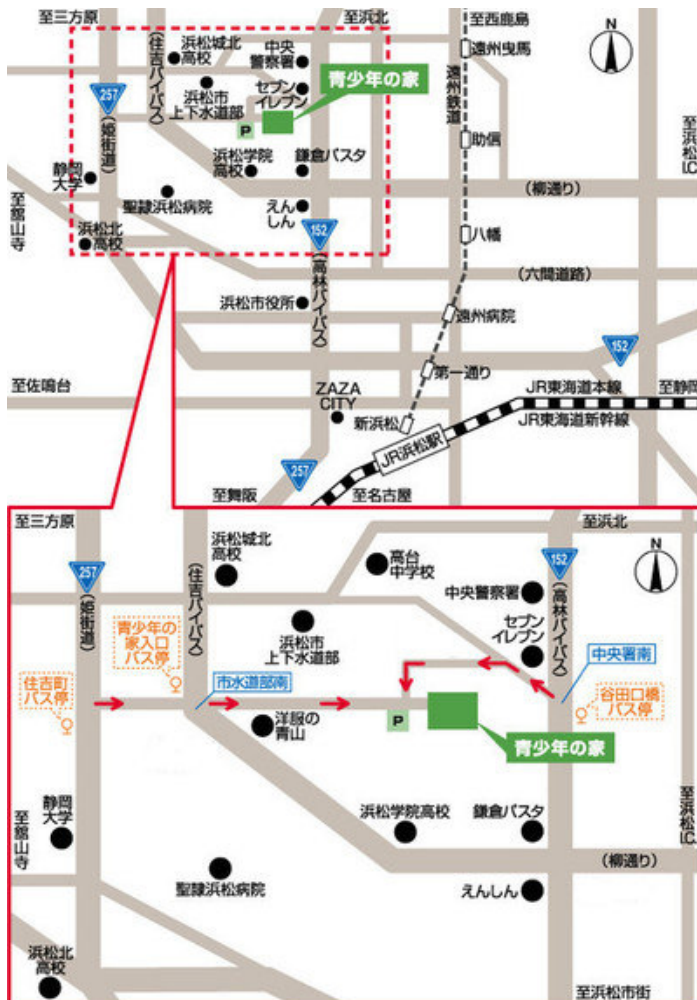 至三方原
至浜北
至西鹿島
N
(住吉バイパス)
浜松城北
高校
中央
警察署
遠州曳馬
遠州鉄道
浜松市
上下水道部
セブン
イレブン
青少年の家
257
(姫街道)
P
助信
至浜松I.C.
静岡
大学
浜松学院
高校
鎌倉パスタ
(柳通り)
至舘山寺
聖隷浜松病院
えん
しん
浜松北
高校
152
八幡
(高林バイパス)
(六間道路)
浜松市役所
遠州病院
152
第一通り
至佐鳴台
ZAZA
CITY
JR東海道本線
至静岡
新浜松
JR東海道新幹線
JR浜松駅
257
至舞阪
至名古屋
至三方原
至浜北
浜松城北
高校
高台
中学校
N
257
(住吉バイパス)
152
中央警察署
(姫街道)
青少年の
家入口
バス停
浜松市
上下水道部
セブン
イレブン
(高林バイパス)
中央署南
住吉町
バス停
市水道部南
谷田口橋
バス停
洋服の
青山
P
青少年の家
静岡
大学
至舘山寺
浜松学院高校
鎌倉パスタ
至浜松I.C.
(柳通り)
聖隷浜松病院
えんしん
浜松北
高校
至浜松市街